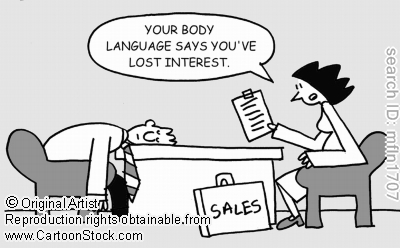 YOUR BODY
LANGUAGE SAYS YOU'VE
LOST INTEREST.
SALES
© Original Artist
Reproduction rights obtainable from
www.CartoonStock.com
search ID: mfln1707